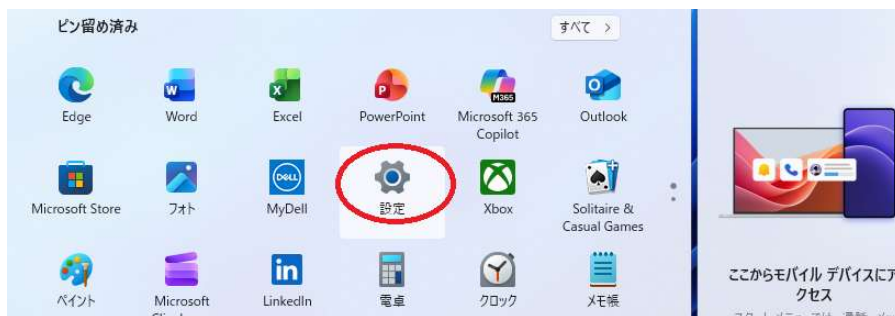 ピン留め済み
すべて >
Edge
Word
Excel
PowerPoint
Microsoft 365
Copilot
Outlook
M365
Microsoft Store
フォト
DELL
MyDell
設定
Xbox
Solitaire &
Casual Games
ペイント
Microsoft
LinkedIn
電卓
クロック
メモ帳
ここからモバイル デバイスにア
クセス